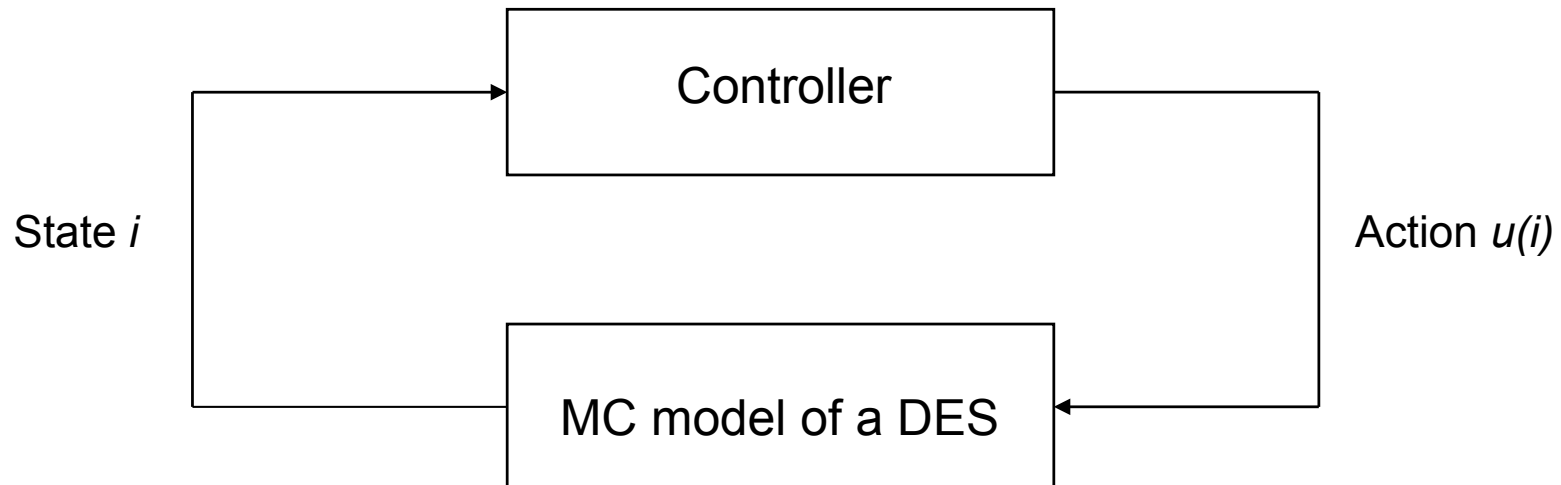 Controller
State i
Action u(i)
MC model of a DES